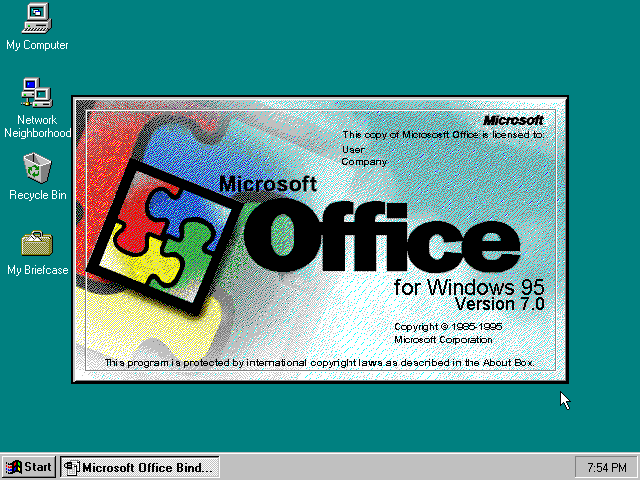 My Computer
Network
Neighborhood
Recycle Bin
My Briefcase
Microsoft
This copy of Micrososrt Office is licensed to:
User
Company
Microsoft
Office
for Windows 95
Version 7.0
Copyright © 1985-1995
Microsoft Corporation
This program is protected by international copyright laws as described in the About Box.
Start
Microsoft Office Bind...
7:54 PM